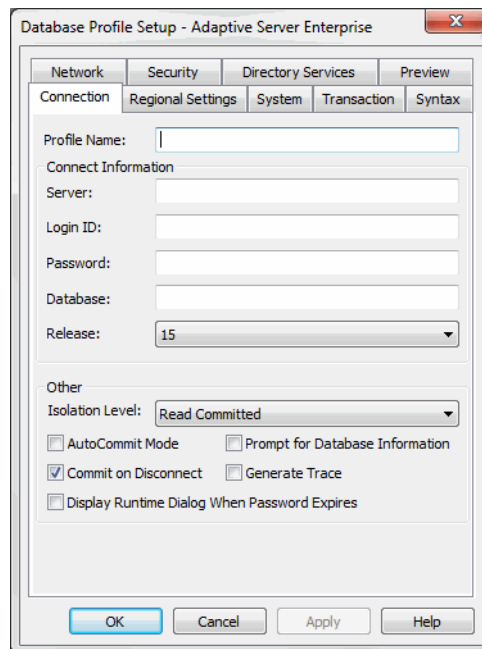 Database Profile Setup - Adaptive Server Enterprise
Network Security Directory Services Preview
Connection Regional Settings System Transaction Syntax
Profile Name:
Connect Information
Server:
Login ID:
Password:
Database:
Release: 15
Other
Isolation Level: Read Committed
AutoCommit Mode Prompt for Database Information
Commit on Disconnect Generate Trace
Display Runtime Dialog When Password Expires
OK Cancel Apply Help